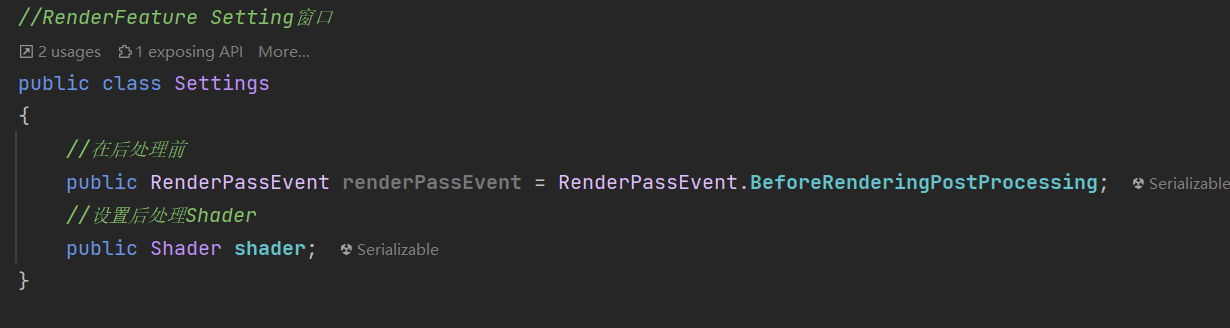 //RenderFeature Setting窗口
2 usages 1 exposing API More...
public class Settings
{
//在后处理前
public RenderPassEvent renderPassEvent = RenderPassEvent.BeforeRenderingPostProcessing; Serializable
//设置后处理Shader
public Shader shader; Serializable
}